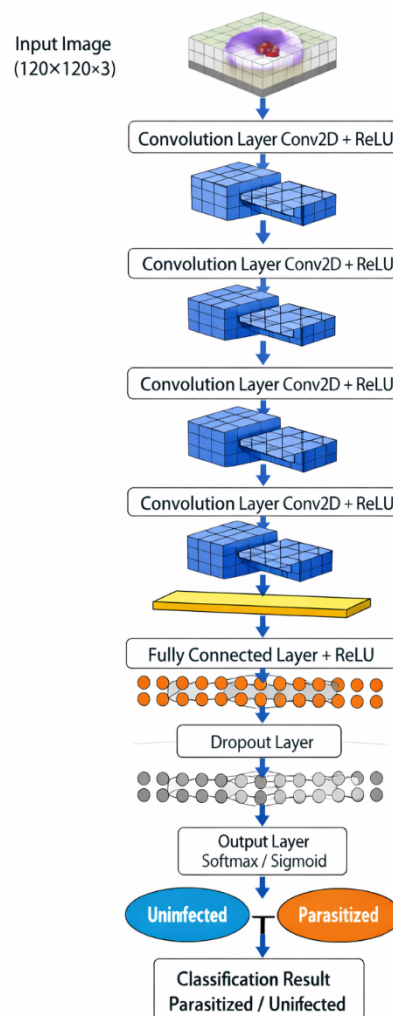 Input Image
(120×120×3)
Convolution Layer Conv2D + ReLU
Convolution Layer Conv2D + ReLU
Convolution Layer Conv2D + ReLU
Convolution Layer Conv2D + ReLU
Fully Connected Layer + ReLU
Dropout Layer
Output Layer
Softmax / Sigmoid
Uninfected
Parasitized
Classification Result
Parasitized / Uninfected